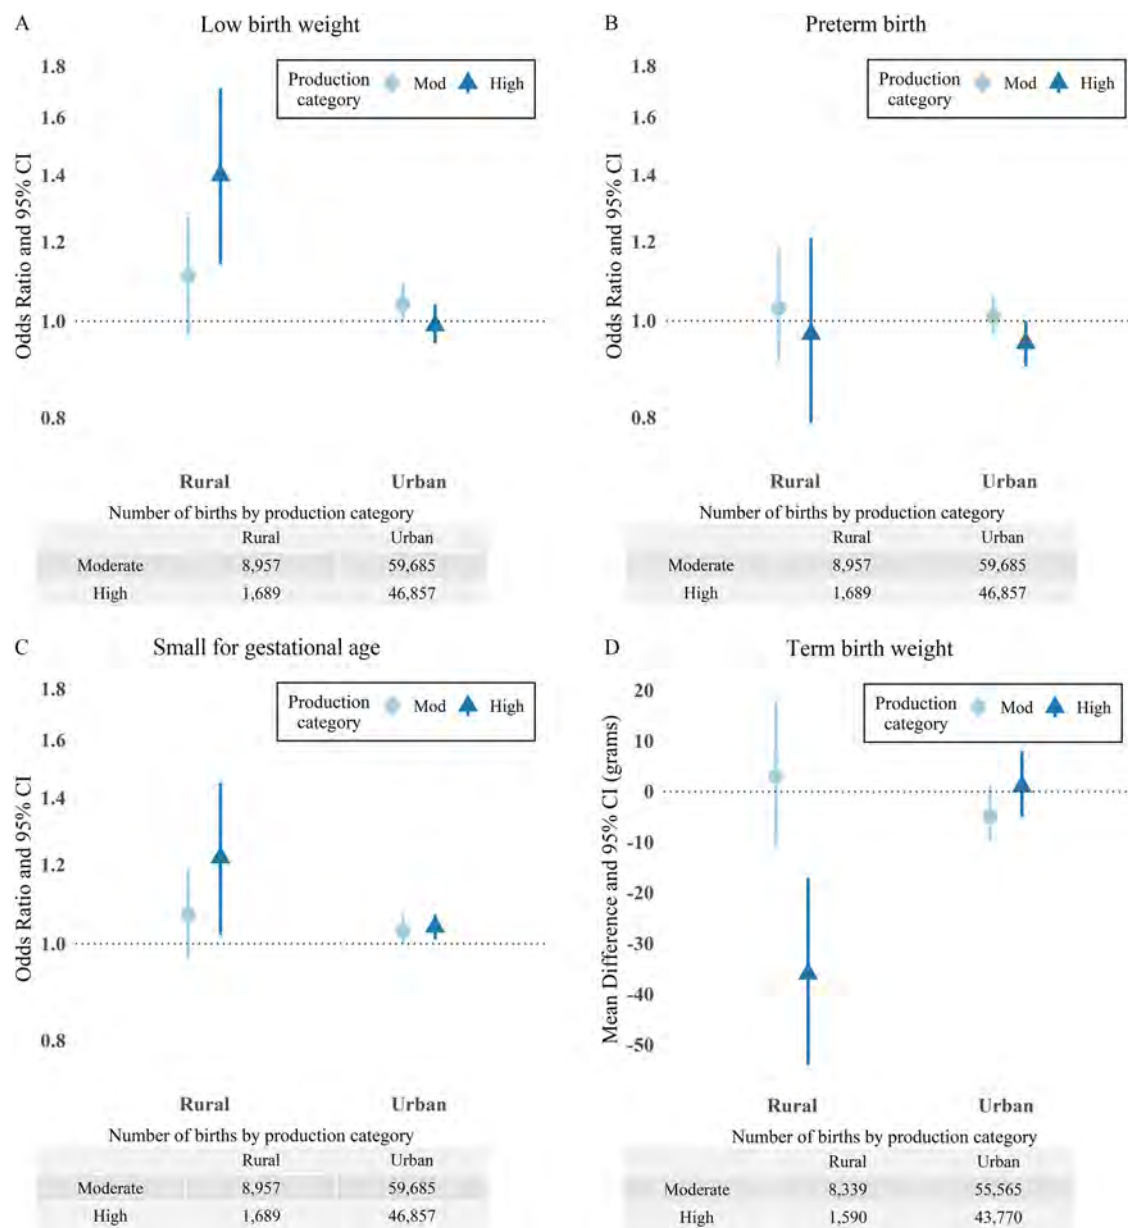 A
Low birth weight
Production category
Mod
High
Odds Ratio and 95% CI
1.8
1.6
1.4
1.2
1.0
0.8
Rural
Urban
Number of births by production category
Rural Urban
Moderate 8,957 59,685
High 1,689 46,857
B
Preterm birth
Production category
Mod
High
Odds Ratio and 95% CI
1.8
1.6
1.4
1.2
1.0
0.8
Rural
Urban
Number of births by production category
Rural Urban
Moderate 8,957 59,685
High 1,689 46,857
C
Small for gestational age
Production category
Mod
High
Odds Ratio and 95% CI
1.8
1.6
1.4
1.2
1.0
0.8
Rural
Urban
Number of births by production category
Rural Urban
Moderate 8,957 59,685
High 1,689 46,857
D
Term birth weight
Production category
Mod
High
Mean Difference and 95% CI (grams)
20
10
0
-10
-20
-30
-40
-50
Rural
Urban
Number of births by production category
Rural Urban
Moderate 8,339 55,565
High 1,590 43,770